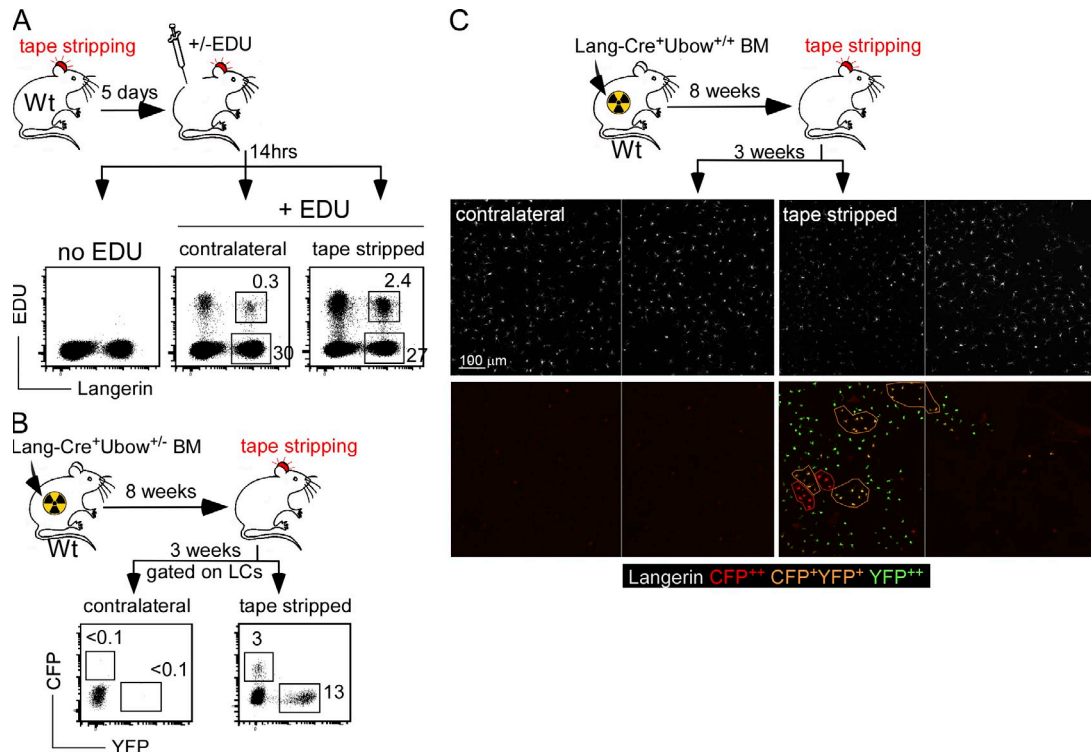 A
tape stripping
+/-EDU
Wt
5 days
14hrs
+ EDU
no EDU
contralateral
tape stripped
0.3
2.4
30
27
EDU
Langerin
B
Lang-Cre⁺Ubow⁺/⁻ BM
tape stripping
8 weeks
Wt
3 weeks
gated on LCs
contralateral
tape stripped
<0.1
<0.1
3
13
CFP
YFP
C
Lang-Cre⁺Ubow⁺/⁺ BM
tape stripping
8 weeks
Wt
3 weeks
contralateral
tape stripped
100 µm
Langerin CFP⁺⁺ CFP⁺YFP⁺ YFP⁺⁺